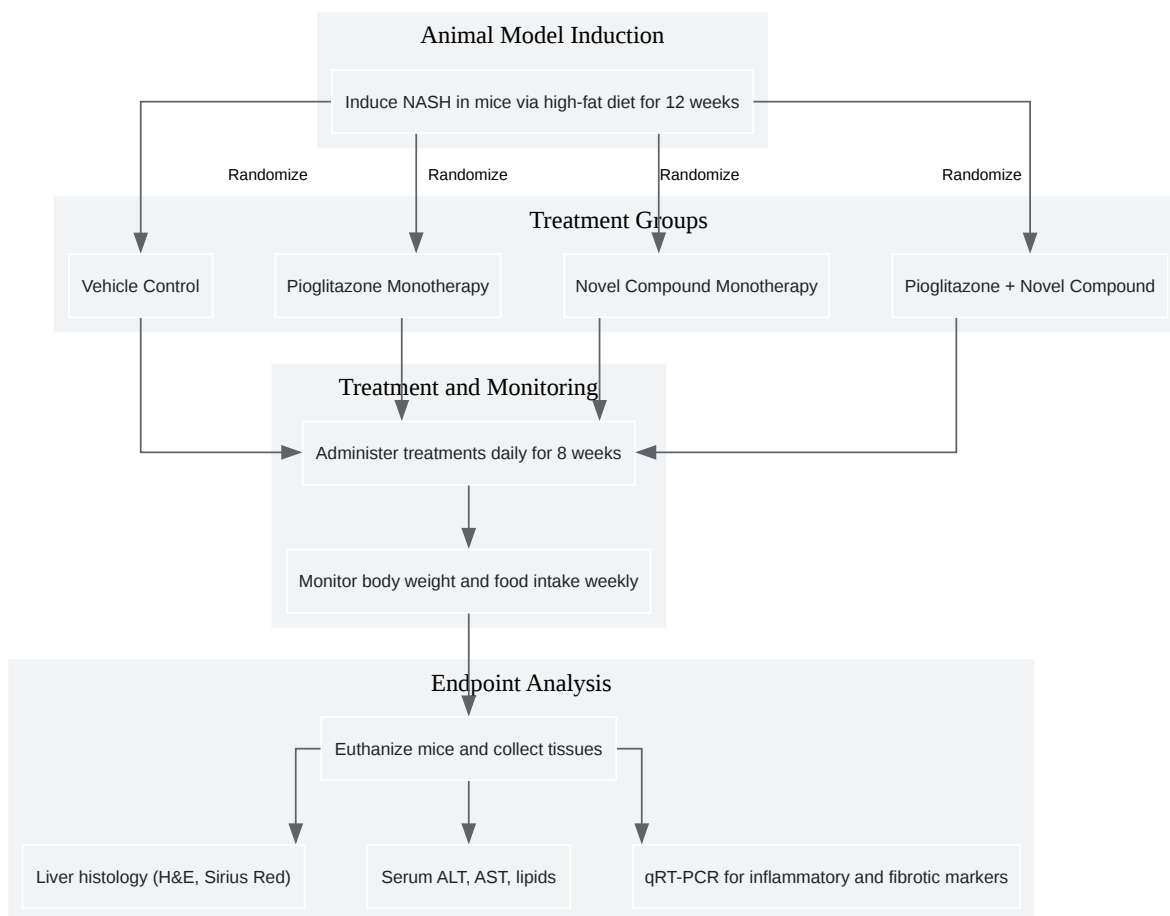 Animal Model Induction
Induce NASH in mice via high-fat diet for 12 weeks
Randomize
Randomize
Randomize
Randomize
Treatment Groups
Vehicle Control
Pioglitazone Monotherapy
Novel Compound Monotherapy
Pioglitazone + Novel Compound
Treatment and Monitoring
Administer treatments daily for 8 weeks
Monitor body weight and food intake weekly
Endpoint Analysis
Euthanize mice and collect tissues
Liver histology (H&E, Sirius Red)
Serum ALT, AST, lipids
qRT-PCR for inflammatory and fibrotic markers